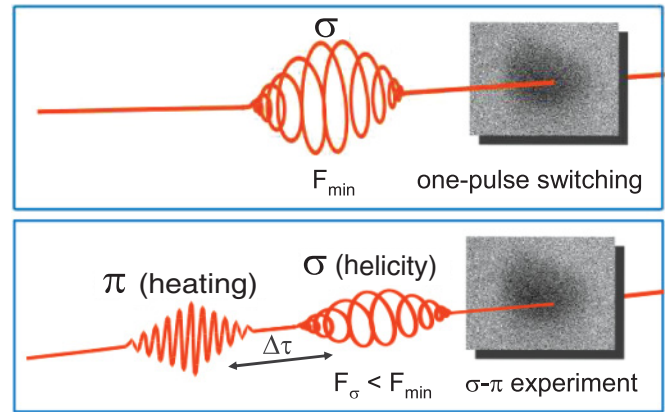 σ
F_min
one-pulse switching
π (heating)
σ (helicity)
Δτ
F_σ < F_min
σ-π experiment